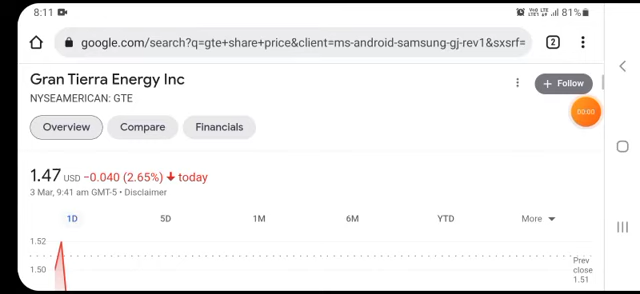 8:11 VoO LTE LTE1 81%
google.com/search?q=gte+share+price&client=ms-android-samsung-gj-rev1&sxsrf= 2
Gran Tierra Energy Inc
+ Follow
NYSEAMERICAN: GTE
00:00
Overview Compare Financials
1.47 USD −0.040 (2.65%) today
3 Mar, 9:41 am GMT-5 • Disclaimer
1D 5D 1M 6M YTD More
1.52
Prev
close
1.51
1.50